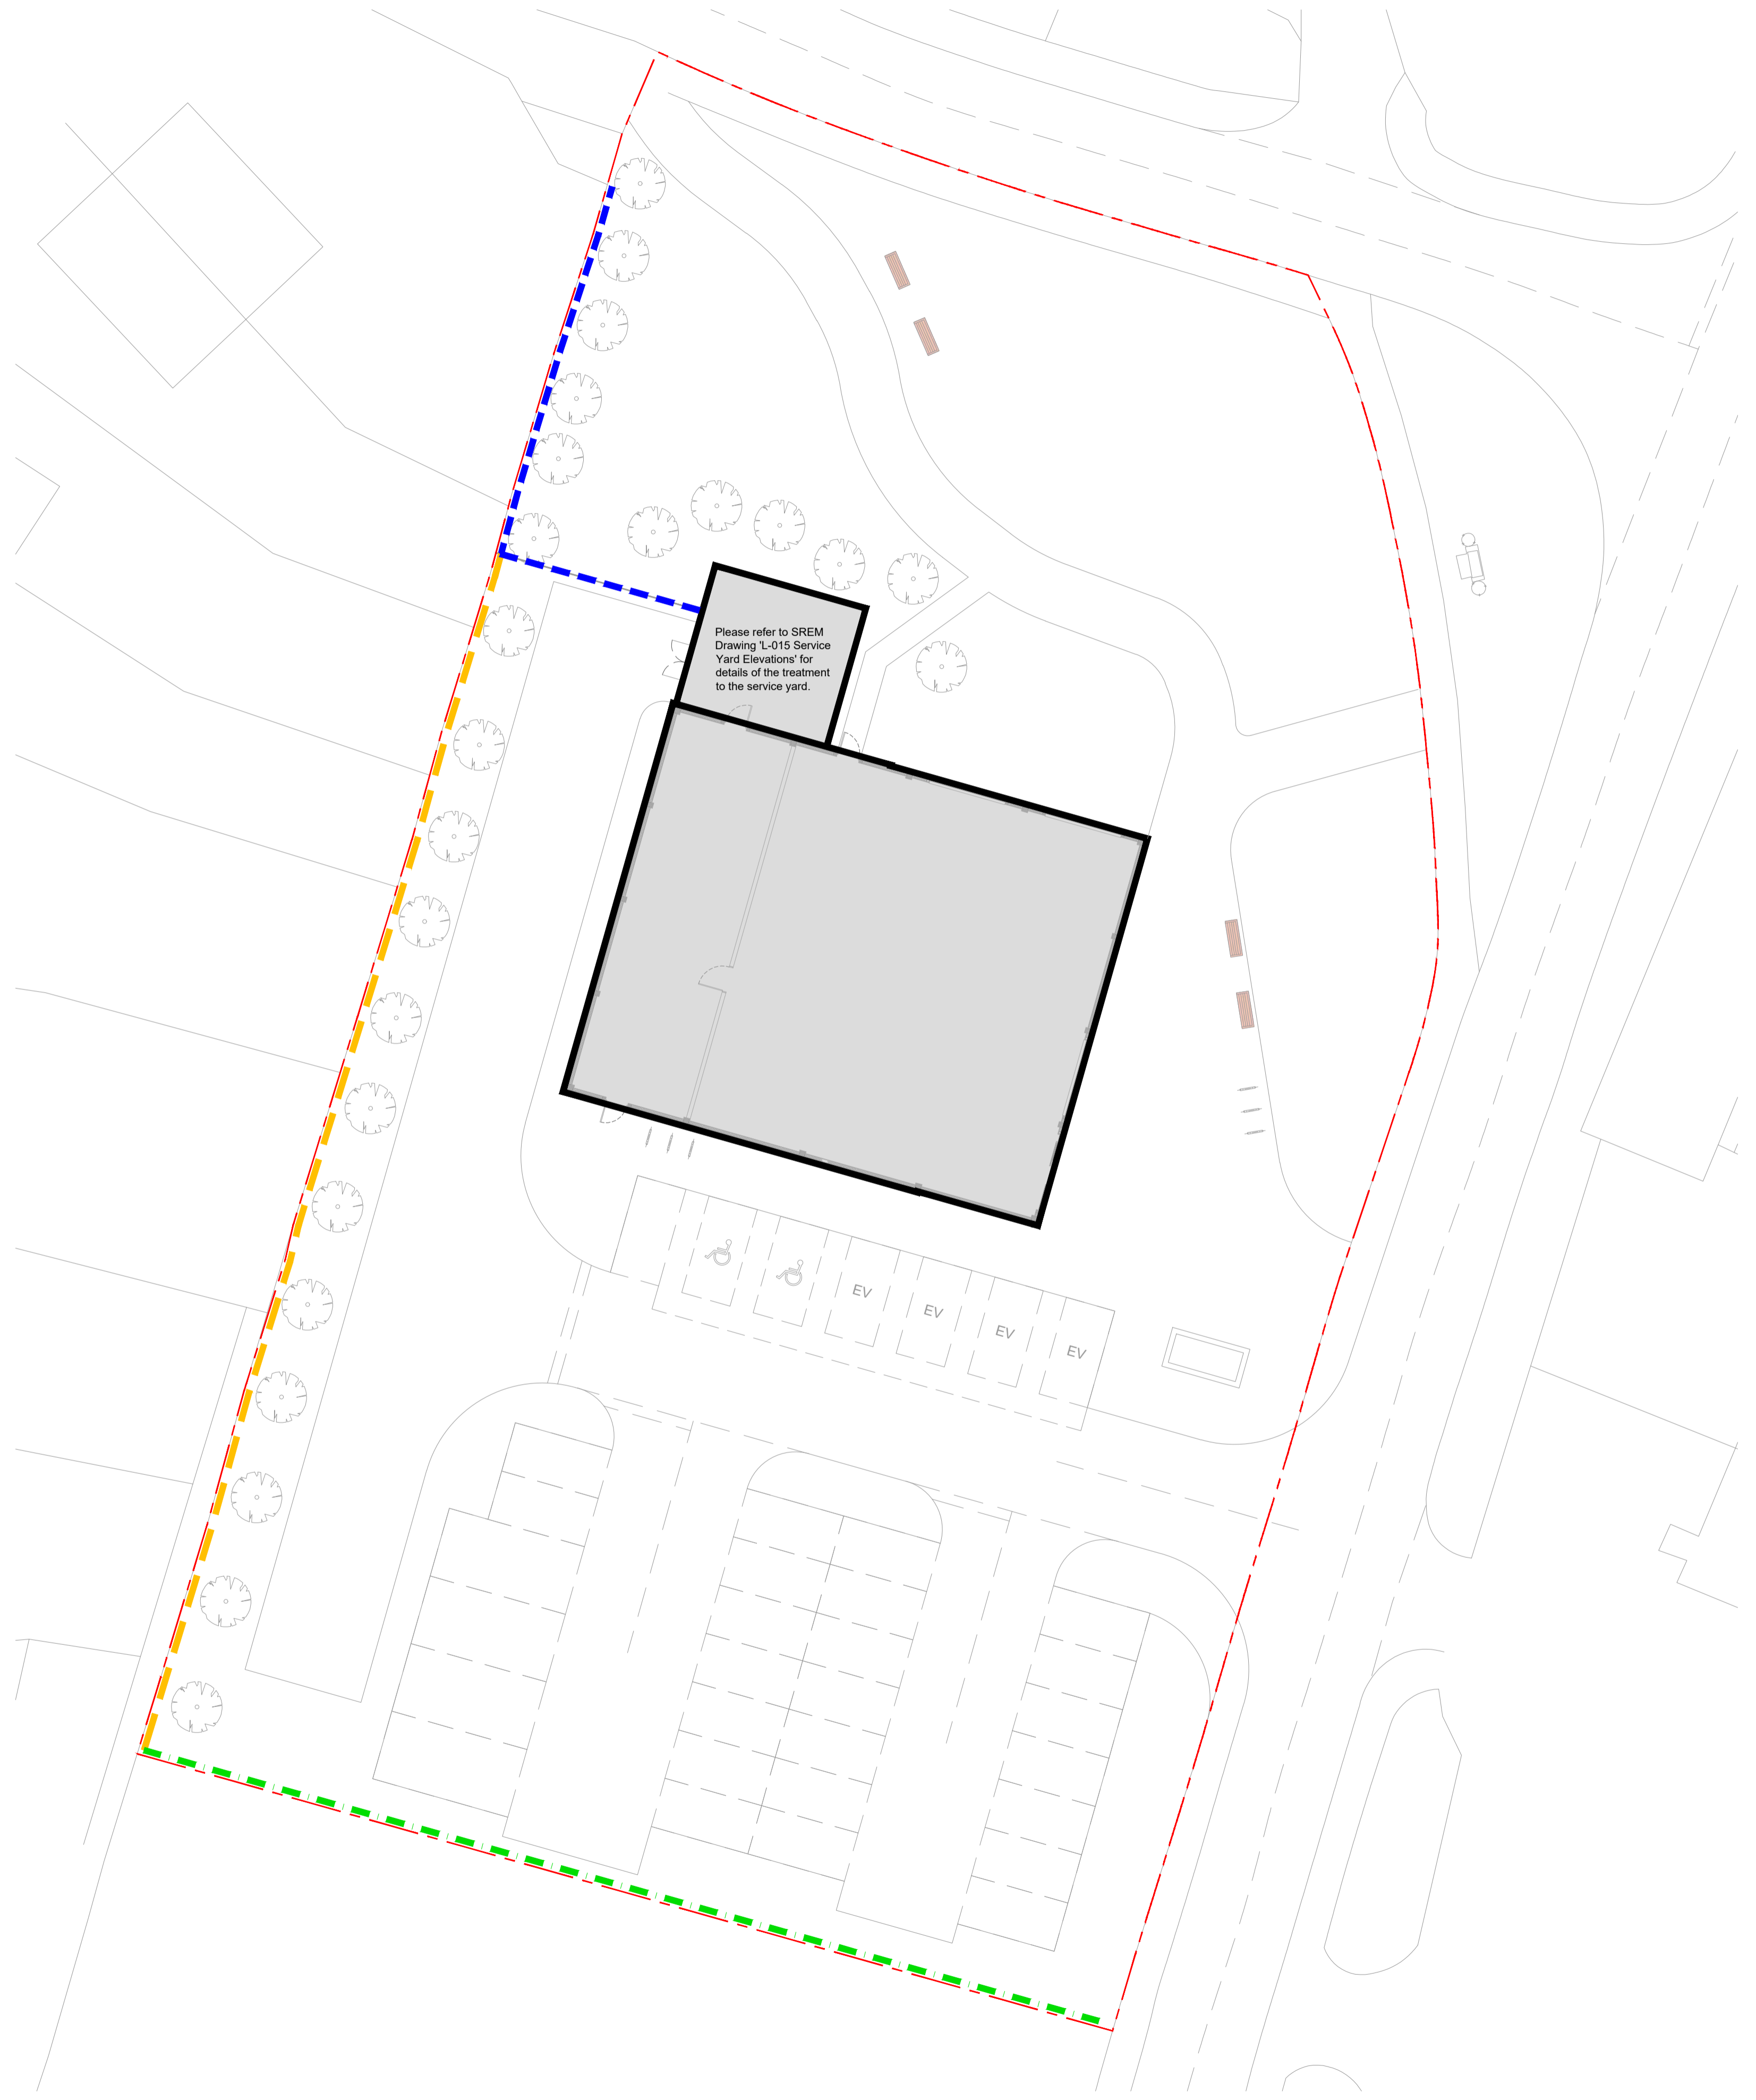 Please refer to SREM
Drawing 'L-015 Service
Yard Elevations' for
details of the treatment
to the service yard.
EV
EV
EV
EV